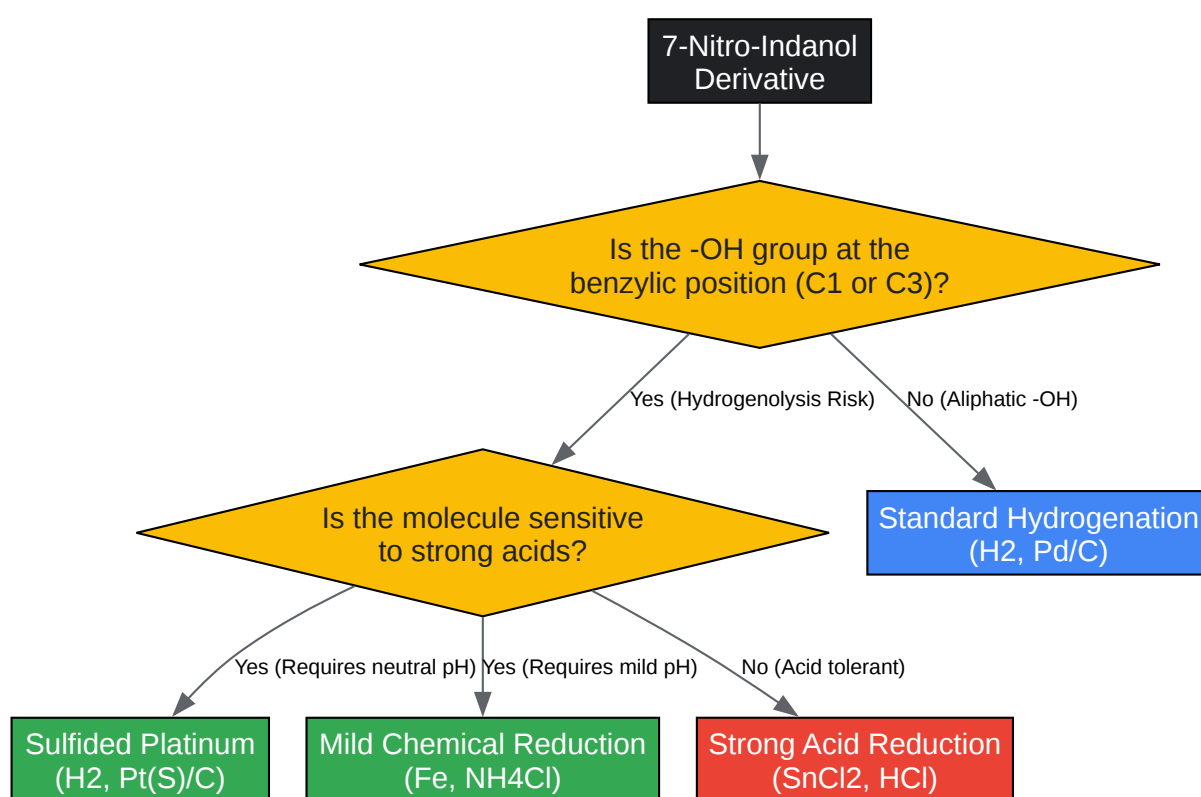 7-Nitro-Indanol
Derivative
Is the -OH group at the
benzylic position (C1 or C3)?
Yes (Hydrogenolysis Risk)
No (Aliphatic -OH)
Is the molecule sensitive
to strong acids?
Standard Hydrogenation
(H2, Pd/C)
Yes (Requires neutral pH)
Yes (Requires mild pH)
No (Acid tolerant)
Sulfided Platinum
(H2, Pt(S)/C)
Mild Chemical Reduction
(Fe, NH4Cl)
Strong Acid Reduction
(SnCl2, HCl)